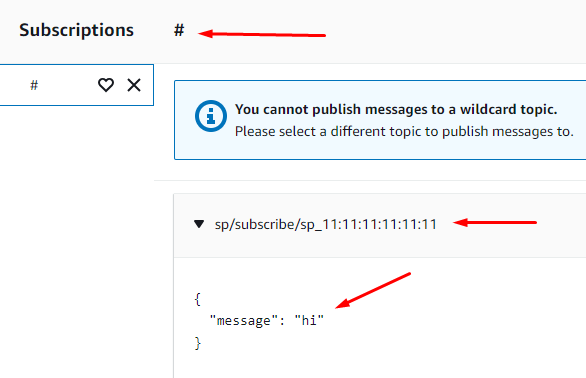 Subscriptions
#
#
You cannot publish messages to a wildcard topic.
Please select a different topic to publish messages to.
sp/subscribe/sp_11:11:11:11:11:11
{
"message": "hi"
}